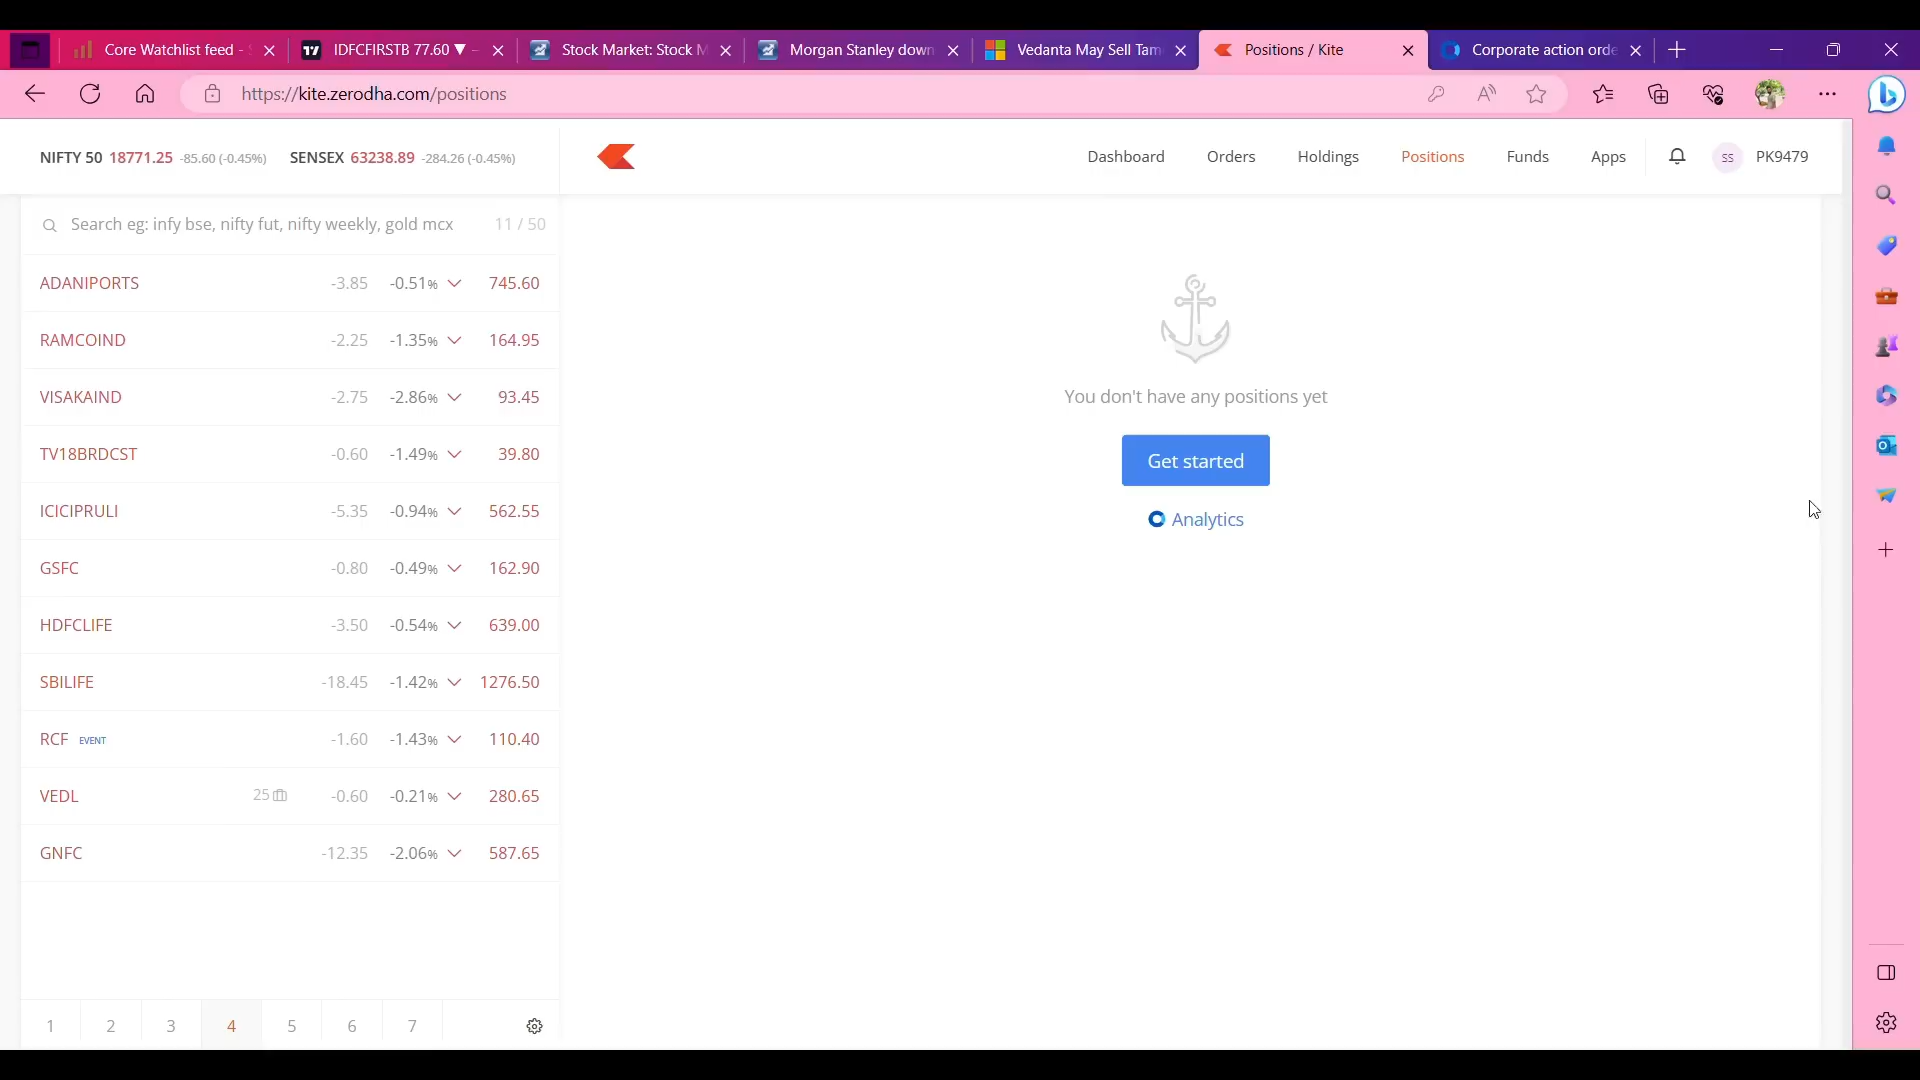 Core Watchlist feed -
IDFCFIRSTB 77.60 ▼ -
Stock Market: Stock M
Morgan Stanley down
Vedanta May Sell Tam
Positions / Kite
Corporate action orde
https://kite.zerodha.com/positions
NIFTY 50 18771.25 -85.60 (-0.45%) SENSEX 63238.89 -284.26 (-0.45%)
Dashboard Orders Holdings Positions Funds Apps SS PK9479
Search eg: infy bse, nifty fut, nifty weekly, gold mcx 11 / 50
ADANIPORTS -3.85 -0.51% 745.60
RAMCOIND -2.25 -1.35% 164.95
VISAKAIND -2.75 -2.86% 93.45
TV18BRDCST -0.60 -1.49% 39.80
ICICIPRULI -5.35 -0.94% 562.55
GSFC -0.80 -0.49% 162.90
HDFCLIFE -3.50 -0.54% 639.00
SBILIFE -18.45 -1.42% 1276.50
RCF EVENT -1.60 -1.43% 110.40
VEDL 25 -0.60 -0.21% 280.65
GNFC -12.35 -2.06% 587.65
1 2 3 4 5 6 7
You don't have any positions yet
Get started
Analytics